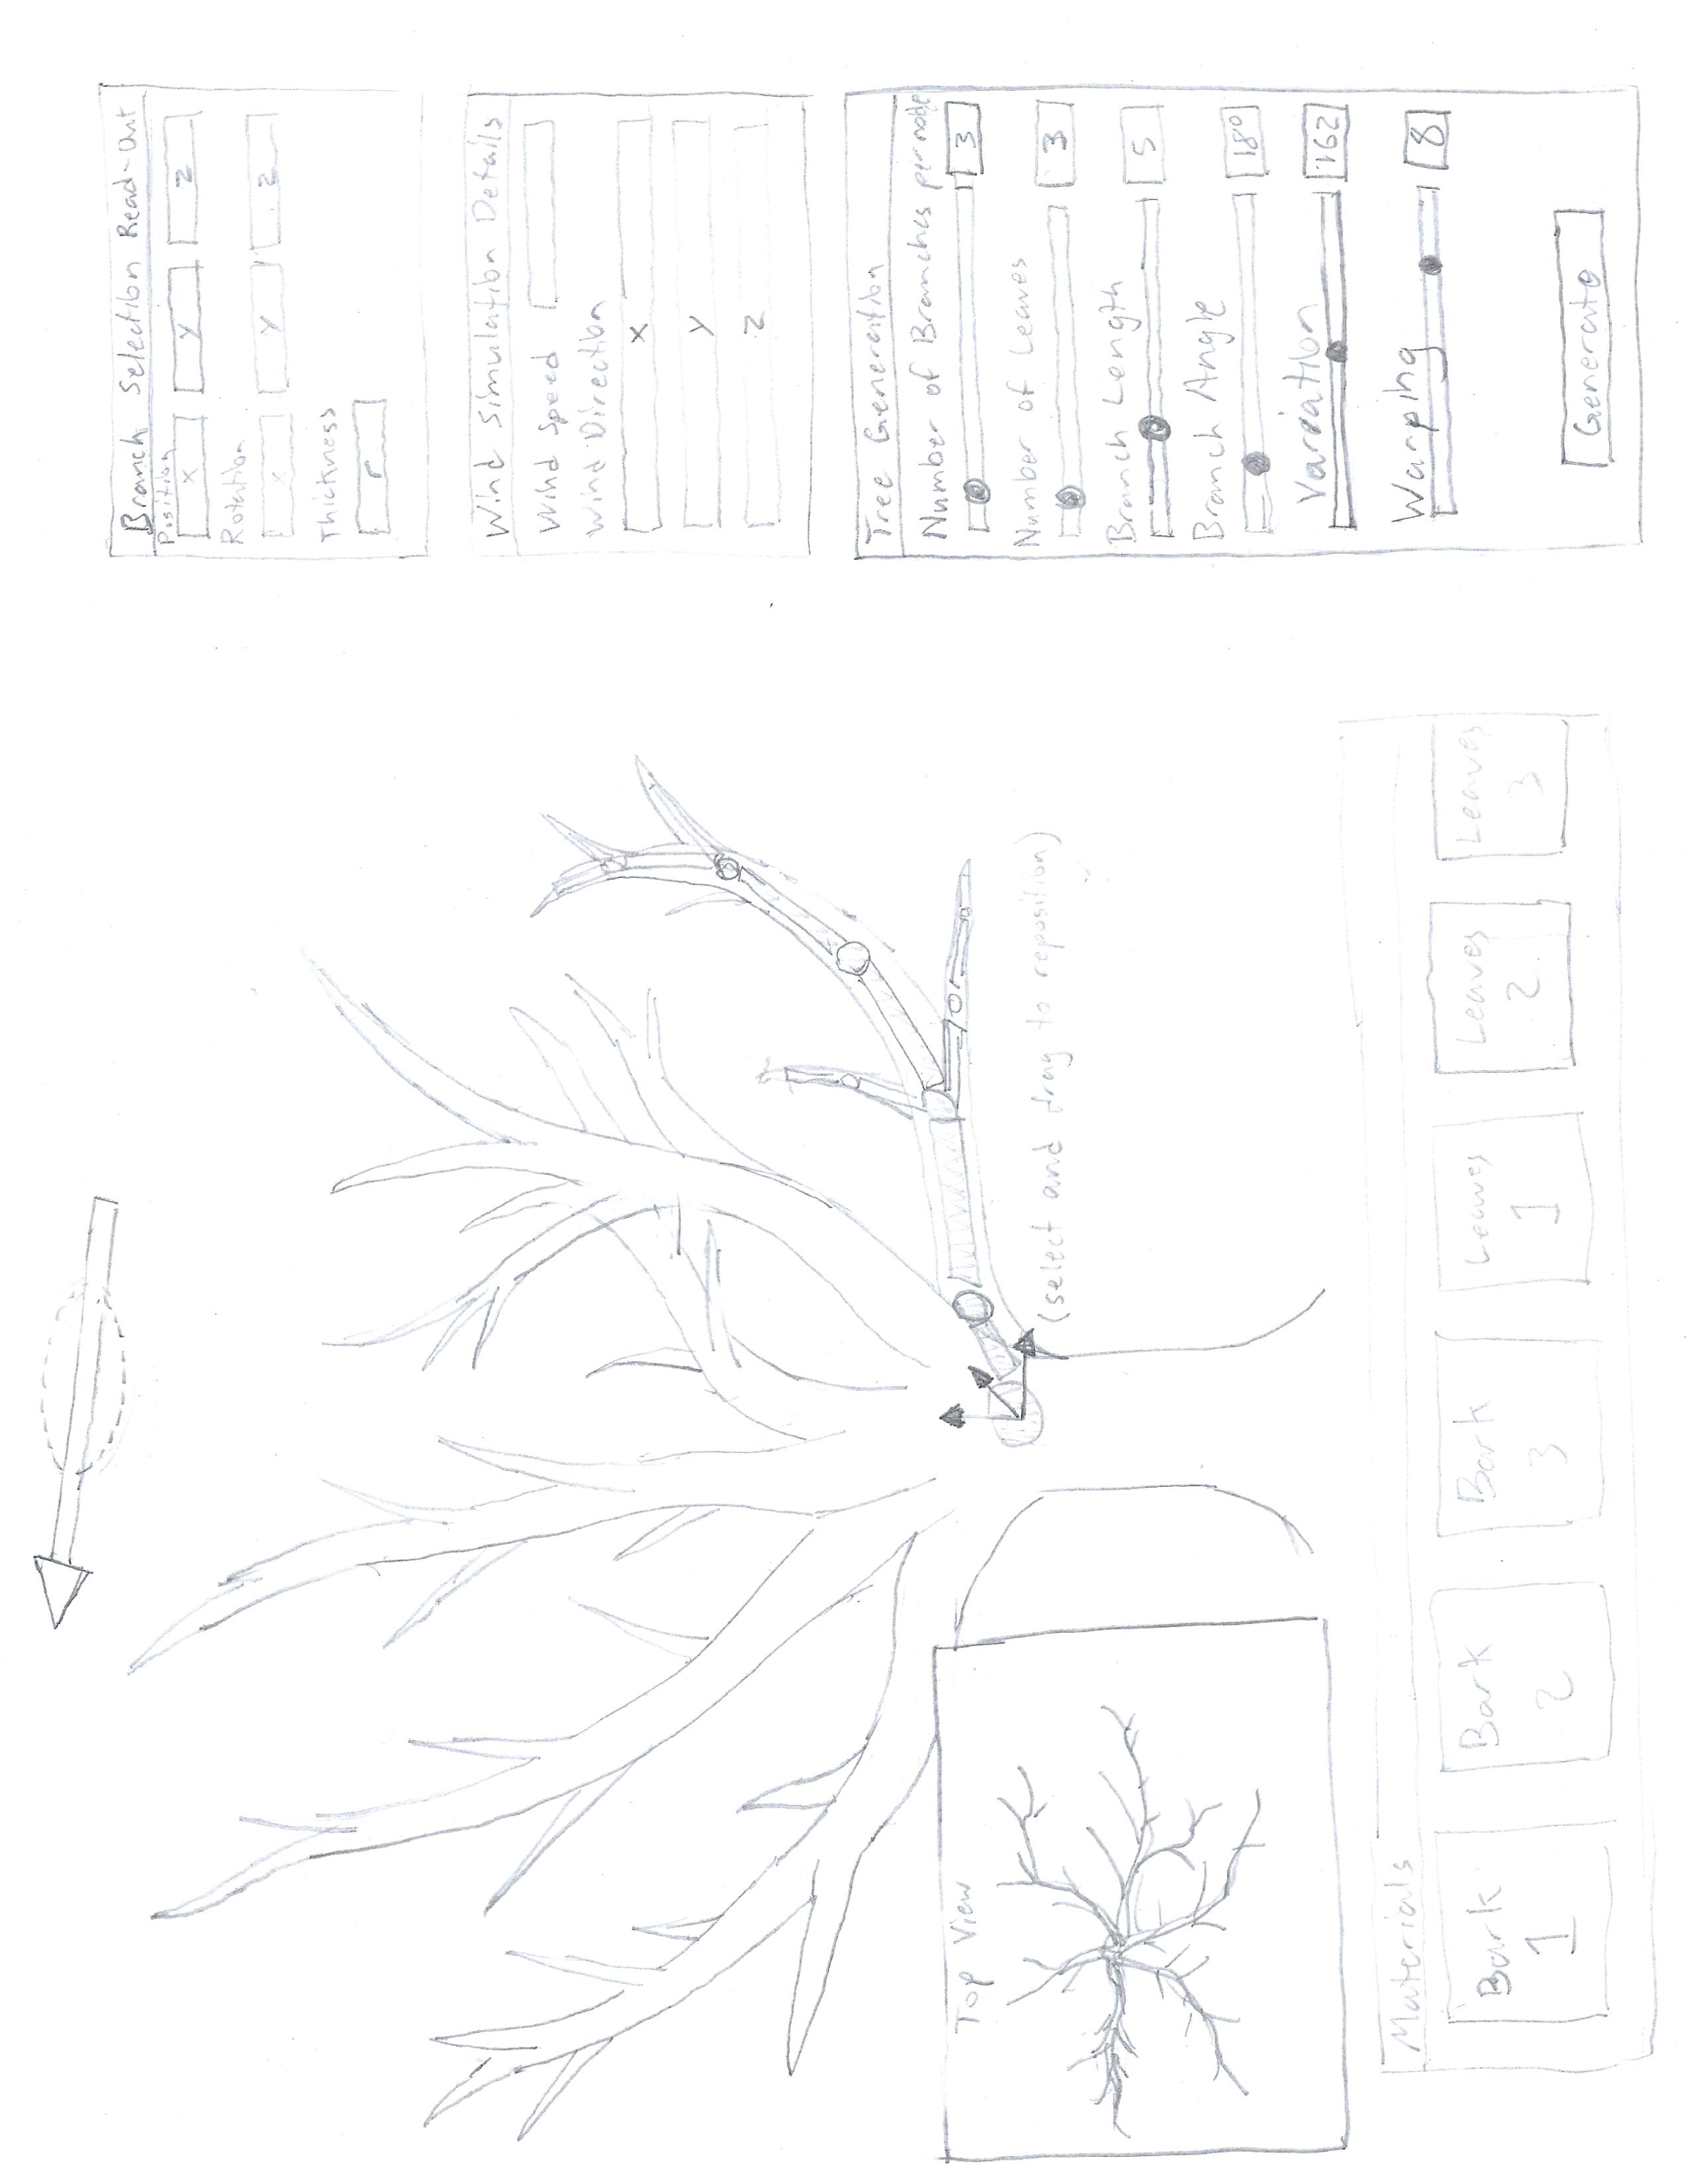 Branch Selection Read-Out
Position
x y z
Rotation
x y z
Thickness
r
Wind Simulation Details
Wind Speed
Wind Direction
x
y
z
Tree Generation
Number of Branches per node
3
Number of Leaves
3
Branch Length
5
Branch Angle
18°
Variation
162
Warping
8
Generate
(select and drag to reposition)
Top View
Materials
Bark 1
Bark 2
Bark 3
Leaves 1
Leaves 2
Leaves 3